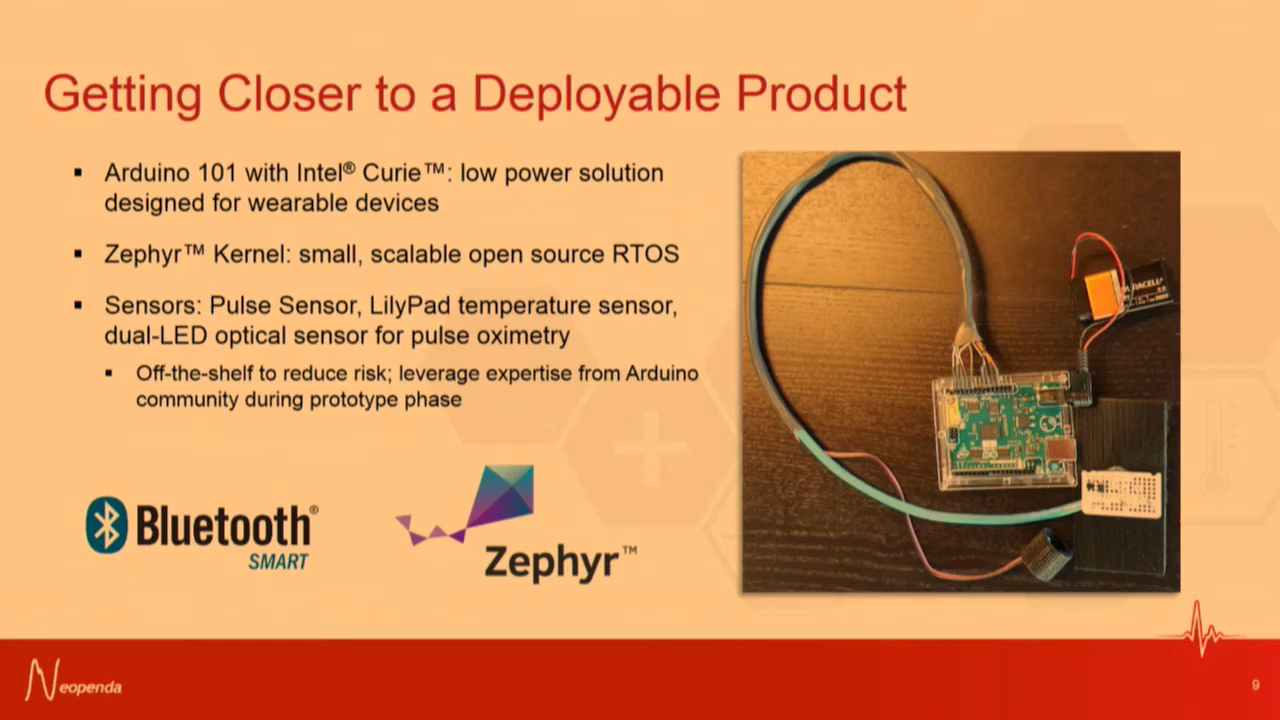 Getting Closer to a Deployable Product
▪ Arduino 101 with Intel® Curie™: low power solution
designed for wearable devices
▪ Zephyr™ Kernel: small, scalable open source RTOS
▪ Sensors: Pulse Sensor, LilyPad temperature sensor,
dual-LED optical sensor for pulse oximetry
▪ Off-the-shelf to reduce risk; leverage expertise from Arduino
community during prototype phase
Bluetooth®
SMART
Zephyr™
Neopenda
9